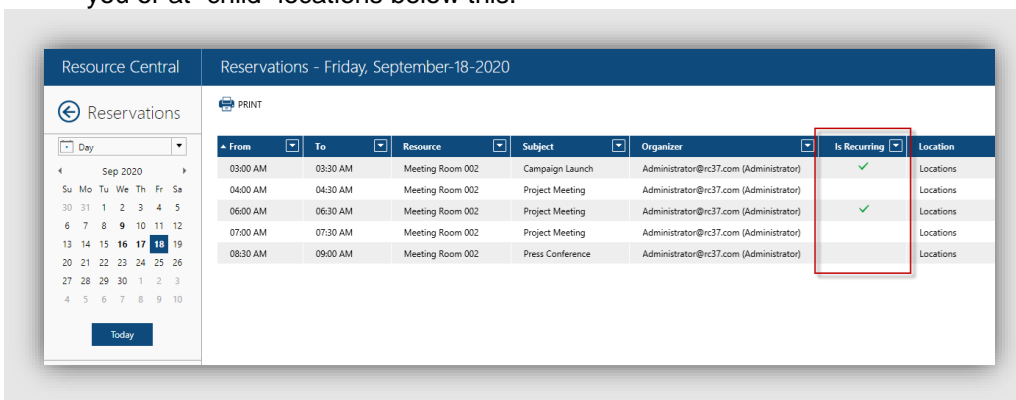 you or at "child" locations below this.
Resource Central
Reservations - Friday, September-18-2020
Reservations
PRINT
Day
Sep 2020
Su Mo Tu We Th Fr Sa
30 31 1 2 3 4 5
6 7 8 9 10 11 12
13 14 15 16 17 18 19
20 21 22 23 24 25 26
27 28 29 30 1 2 3
4 5 6 7 8 9 10
Today
From To Resource Subject Organizer Is Recurring Location
03:00 AM 03:30 AM Meeting Room 002 Campaign Launch Administrator@rc37.com (Administrator) Locations
04:00 AM 04:30 AM Meeting Room 002 Project Meeting Administrator@rc37.com (Administrator) Locations
06:00 AM 06:30 AM Meeting Room 002 Project Meeting Administrator@rc37.com (Administrator) Locations
07:00 AM 07:30 AM Meeting Room 002 Project Meeting Administrator@rc37.com (Administrator) Locations
08:30 AM 09:00 AM Meeting Room 002 Press Conference Administrator@rc37.com (Administrator) Locations